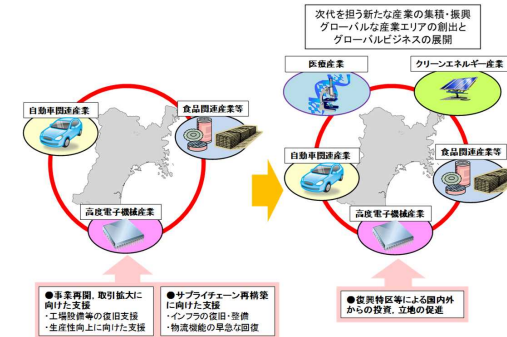 次代を担う新たな産業の集積・振興
グローバルな産業エリアの創出と
グローバルビジネスの展開
医療産業
クリーンエネルギー産業
自動車関連産業
食品関連産業等
高度電子機械産業
自動車関連産業
食品関連産業等
高度電子機械産業
●事業再開、取引拡大に
向けた支援
・工場設備等の復旧支援
・生産性向上に向けた支援
●サプライチェーン再構築
に向けた支援
・インフラの復旧・整備
・物流機能の早急な回復
●復興特区等による国内外
からの投資、立地の促進